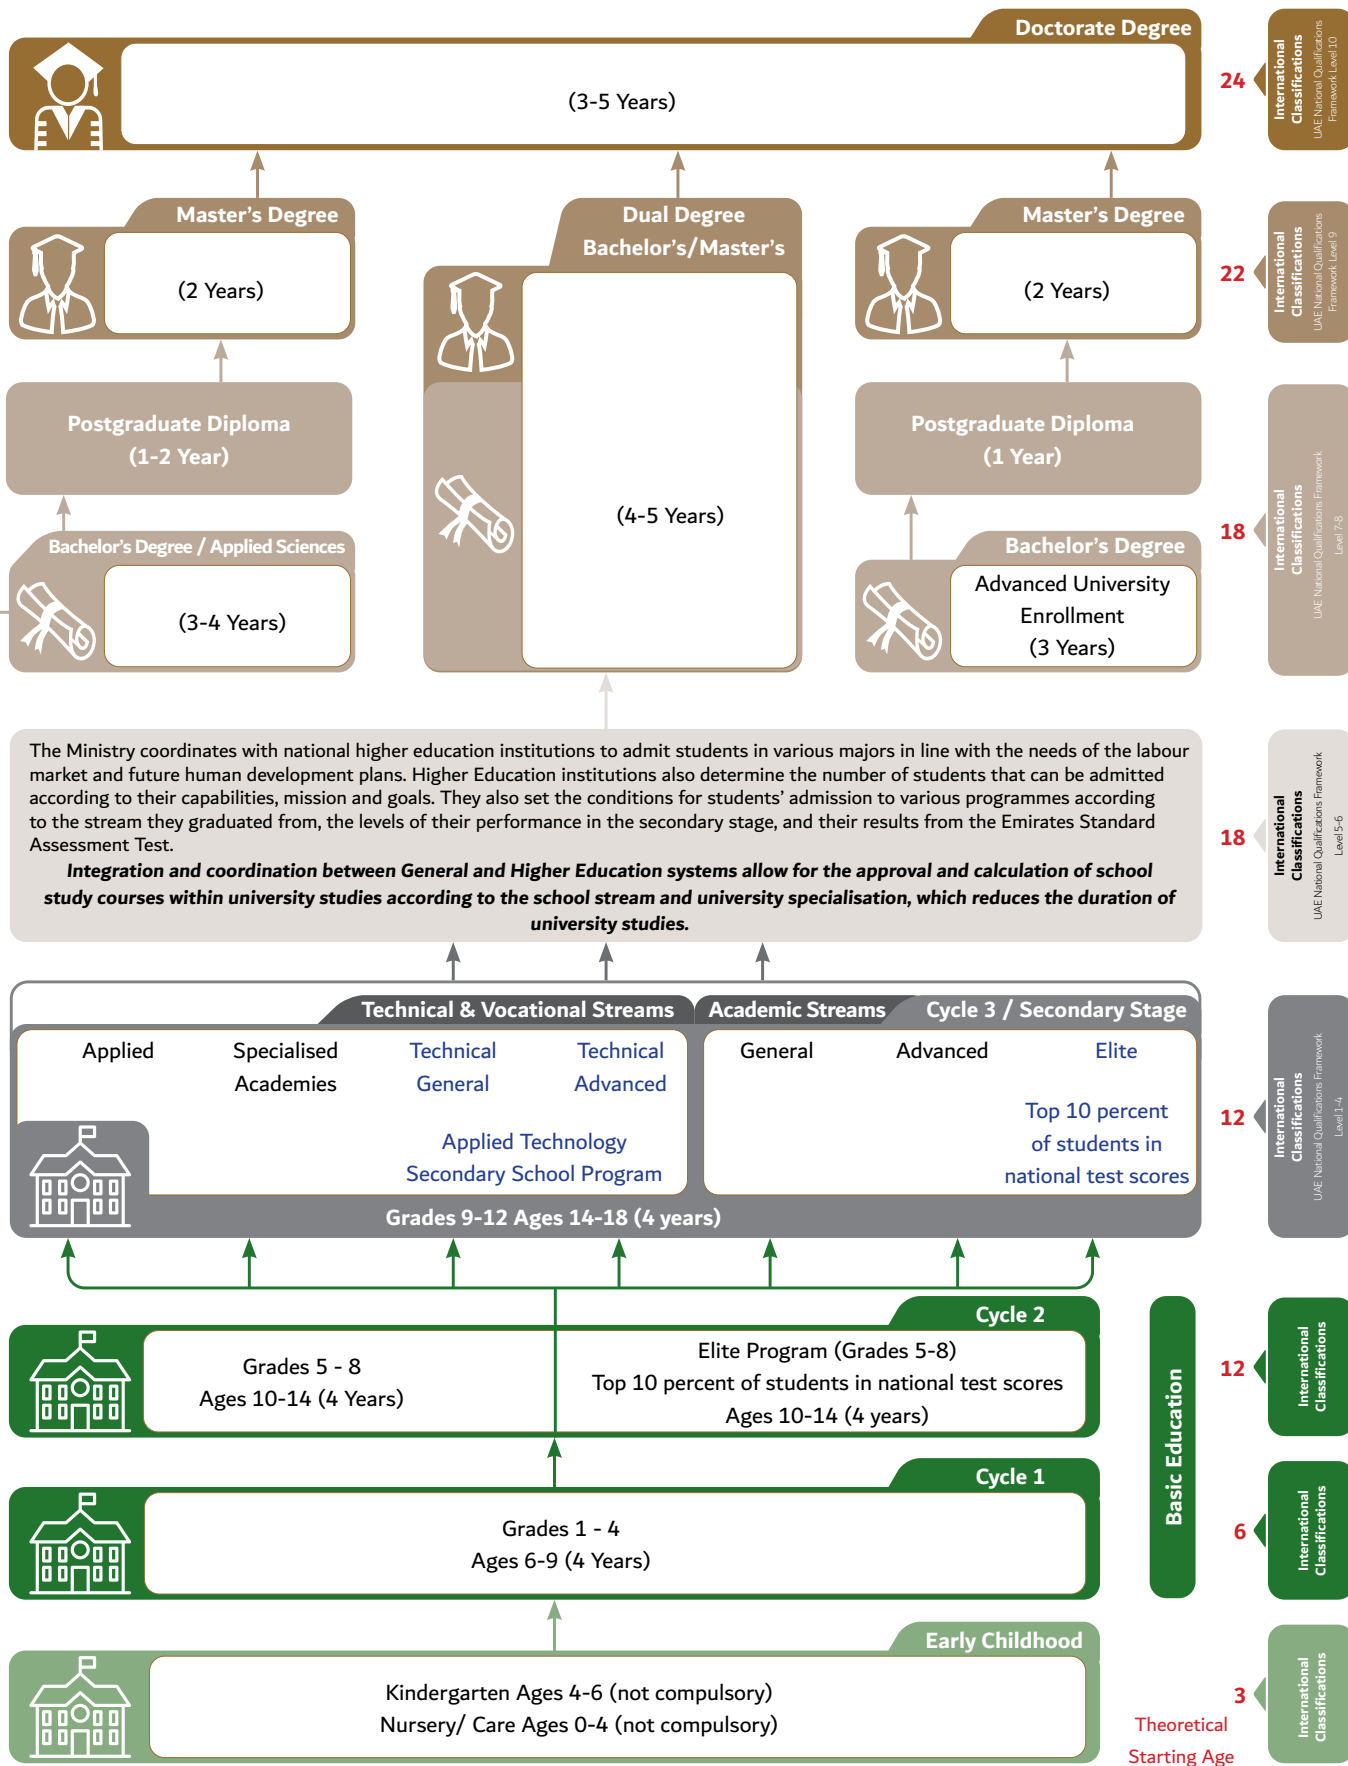 Doctorate Degree
(3-5 Years)
24
International
Classifications
UAE National Qualifications
Framework Level 10
Master's Degree
(2 Years)
Dual Degree
Bachelor's/Master's
(4-5 Years)
Master's Degree
(2 Years)
22
International
Classifications
UAE National Qualifications
Framework Level 9
Postgraduate Diploma
(1-2 Year)
Postgraduate Diploma
(1 Year)
Bachelor's Degree / Applied Sciences
(3-4 Years)
Bachelor's Degree
Advanced University
Enrollment
(3 Years)
18
International
Classifications
UAE National Qualifications Framework
Level 7-8
The Ministry coordinates with national higher education institutions to admit students in various majors in line with the needs of the labour
market and future human development plans. Higher Education institutions also determine the number of students that can be admitted
according to their capabilities, mission and goals. They also set the conditions for students' admission to various programmes according
to the stream they graduated from, the levels of their performance in the secondary stage, and their results from the Emirates Standard
Assessment Test.
Integration and coordination between General and Higher Education systems allow for the approval and calculation of school
study courses within university studies according to the school stream and university specialisation, which reduces the duration of
university studies.
18
International
Classifications
UAE National Qualifications Framework
Level 5-6
Technical & Vocational Streams
Academic Streams
Cycle 3 / Secondary Stage
Applied
Specialised
Academies
Technical
General
Technical
Advanced
Applied Technology
Secondary School Program
General
Advanced
Elite
Top 10 percent
of students in
national test scores
Grades 9-12 Ages 14-18 (4 years)
12
International
Classifications
UAE National Qualifications Framework
Level 1-4
Cycle 2
Grades 5 - 8
Ages 10-14 (4 Years)
Elite Program (Grades 5-8)
Top 10 percent of students in national test scores
Ages 10-14 (4 years)
12
International
Classifications
Basic Education
Cycle 1
Grades 1 - 4
Ages 6-9 (4 Years)
6
International
Classifications
Early Childhood
Kindergarten Ages 4-6 (not compulsory)
Nursery/ Care Ages 0-4 (not compulsory)
3
Theoretical
Starting Age
International
Classifications